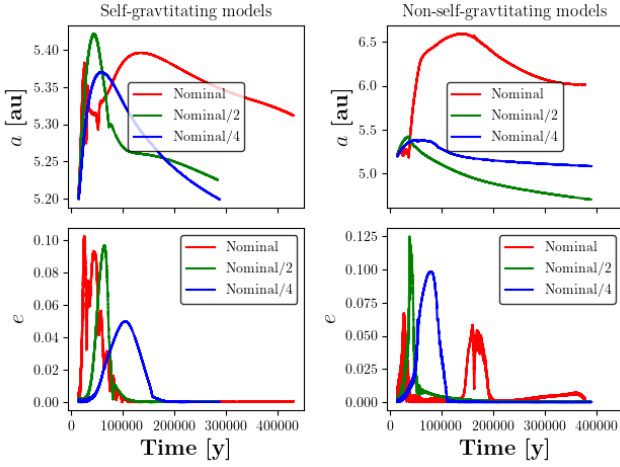 Self-gravtitating models
Non-self-gravtitating models
a [au]
5.40
5.35
5.30
5.25
5.20
Nominal
Nominal/2
Nominal/4
a [au]
6.5
6.0
5.5
5.0
Nominal
Nominal/2
Nominal/4
e
0.10
0.08
0.06
0.04
0.02
0.00
Nominal
Nominal/2
Nominal/4
0 100000 200000 300000 400000
Time [y]
e
0.125
0.100
0.075
0.050
0.025
0.000
Nominal
Nominal/2
Nominal/4
0 100000 200000 300000 400000
Time [y]